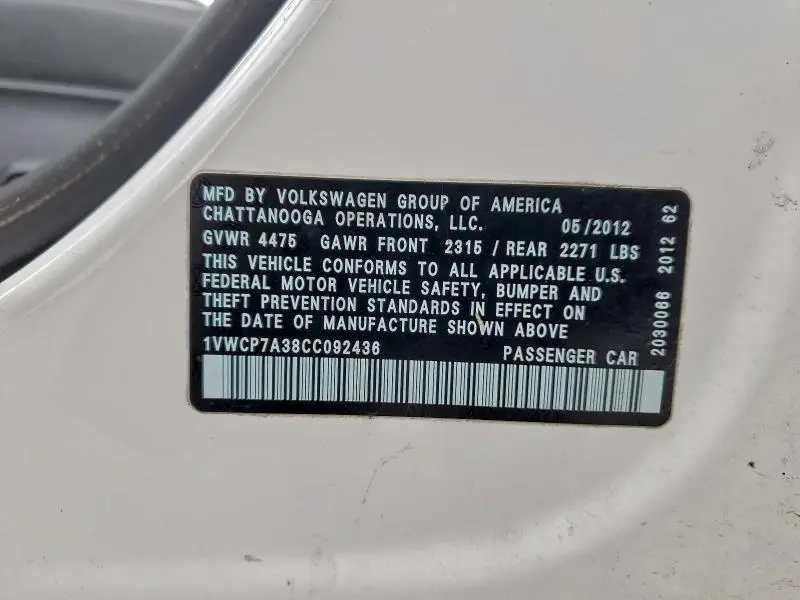 MFD BY VOLKSWAGEN GROUP OF AMERICA
CHATTANOOGA OPERATIONS, LLC. 05/2012
GVWR 4475 GAWR FRONT 2315 / REAR 2271 LBS
THIS VEHICLE CONFORMS TO ALL APPLICABLE U.S.
FEDERAL MOTOR VEHICLE SAFETY, BUMPER AND
THEFT PREVENTION STANDARDS IN EFFECT ON
THE DATE OF MANUFACTURE SHOWN ABOVE
1VWCP7A38CC092436 PASSENGER CAR
2030066 2012 62